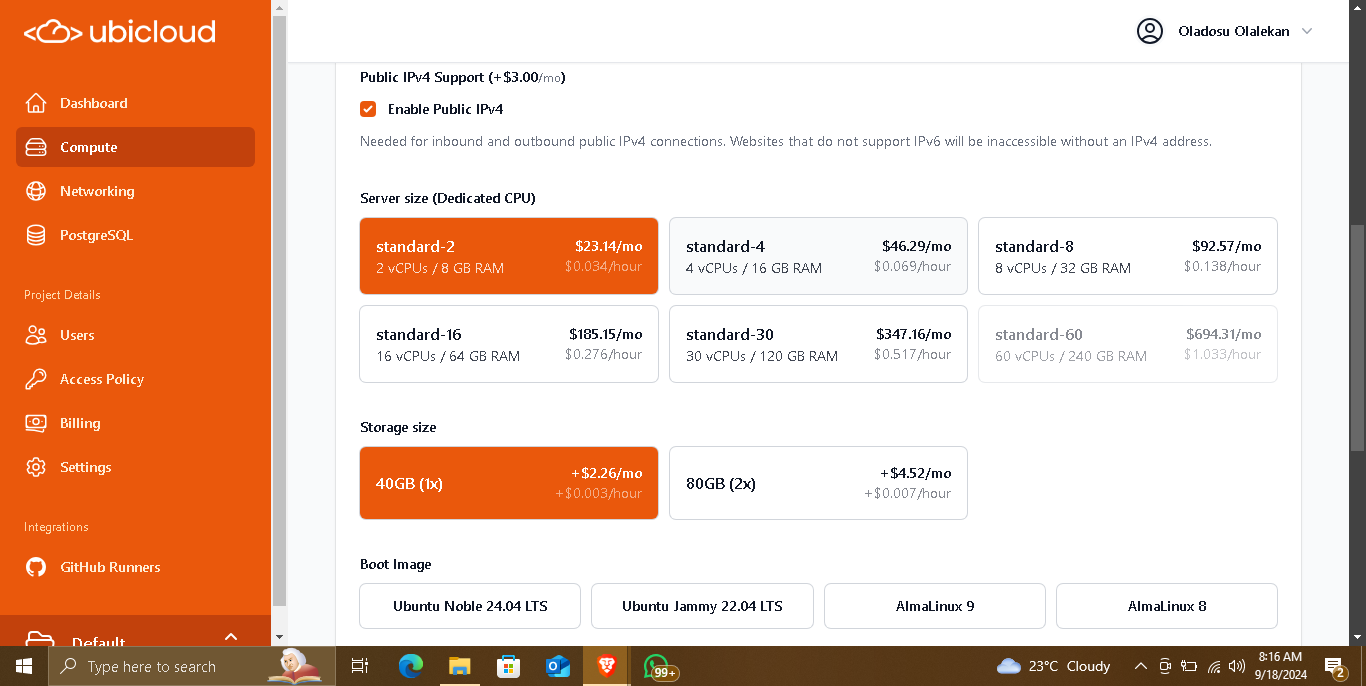 ubicloud
Oladosu Olalekan
Dashboard
Compute
Networking
PostgreSQL
Project Details
Users
Access Policy
Billing
Settings
Integrations
GitHub Runners
Default
Public IPv4 Support (+$3.00/mo)
Enable Public IPv4
Needed for inbound and outbound public IPv4 connections. Websites that do not support IPv6 will be inaccessible without an IPv4 address.
Server size (Dedicated CPU)
standard-2 $23.14/mo
2 vCPUs / 8 GB RAM $0.034/hour
standard-4 $46.29/mo
4 vCPUs / 16 GB RAM $0.069/hour
standard-8 $92.57/mo
8 vCPUs / 32 GB RAM $0.138/hour
standard-16 $185.15/mo
16 vCPUs / 64 GB RAM $0.276/hour
standard-30 $347.16/mo
30 vCPUs / 120 GB RAM $0.517/hour
standard-60 $694.31/mo
60 vCPUs / 240 GB RAM $1.033/hour
Storage size
40GB (1x) +$2.26/mo
+$0.003/hour
80GB (2x) +$4.52/mo
+$0.007/hour
Boot Image
Ubuntu Noble 24.04 LTS
Ubuntu Jammy 22.04 LTS
AlmaLinux 9
AlmaLinux 8
Type here to search
99+
23°C Cloudy
8:16 AM
9/18/2024
2